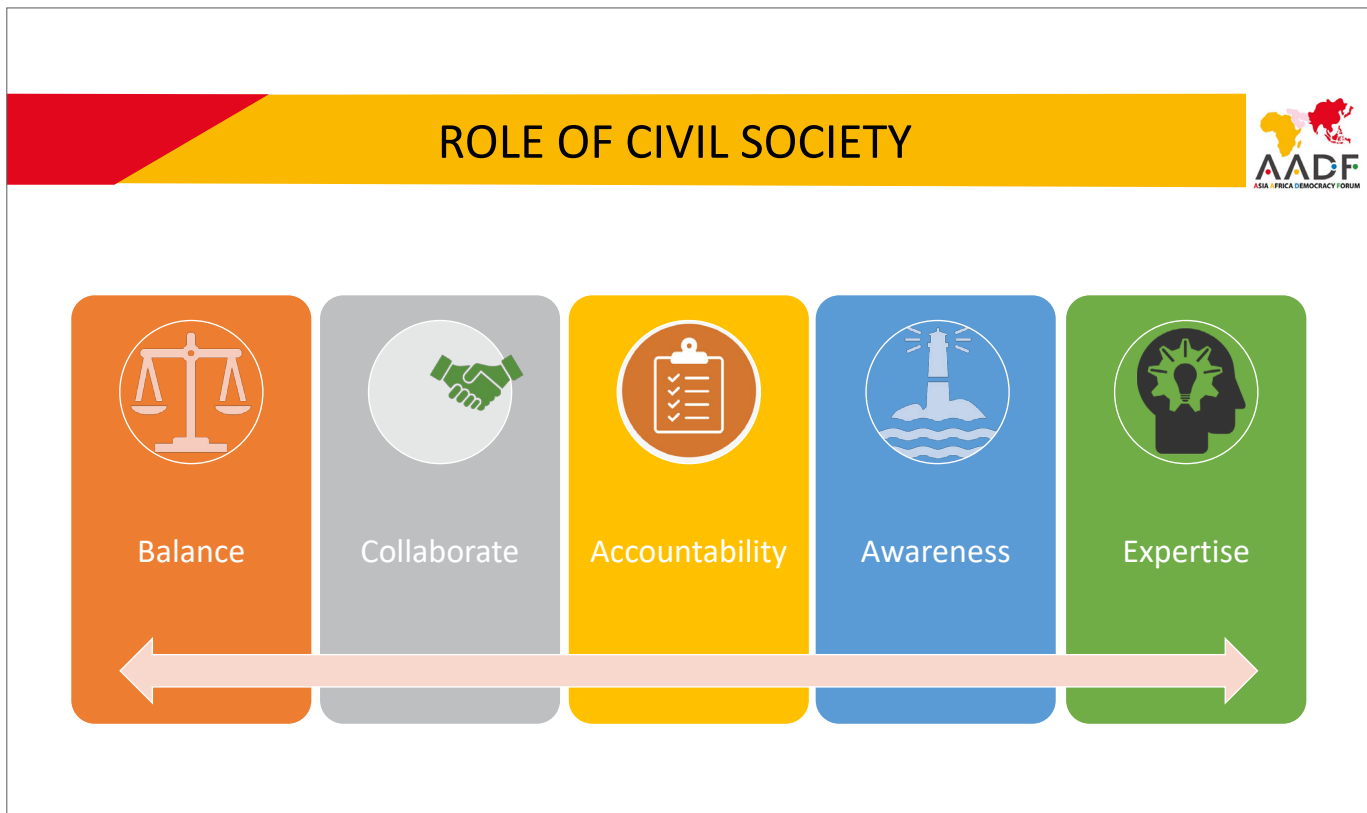 ROLE OF CIVIL SOCIETY
AADF
ASIA AFRICA DEMOCRACY FORUM
Balance
Collaborate
Accountability
Awareness
Expertise